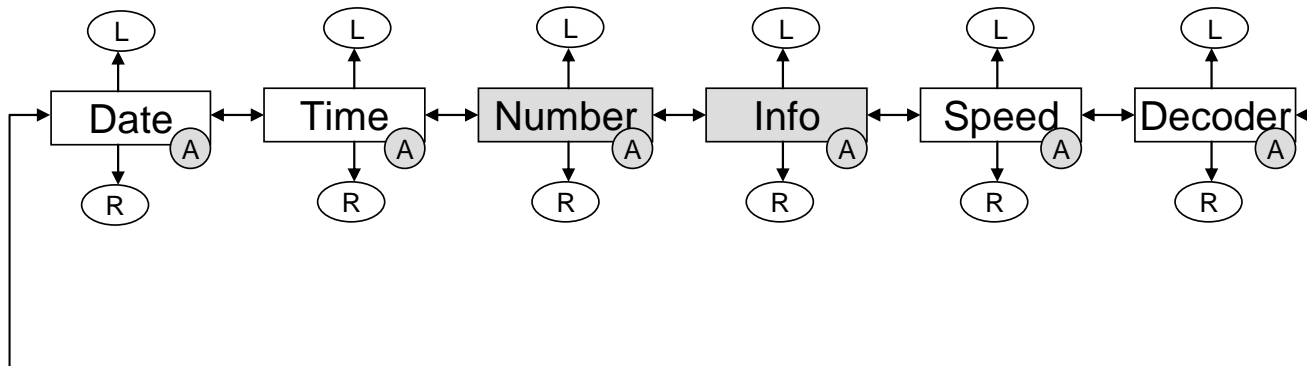 L L L L L L
Date Time Number Info Speed Decoder
A A A A A A
R R R R R R